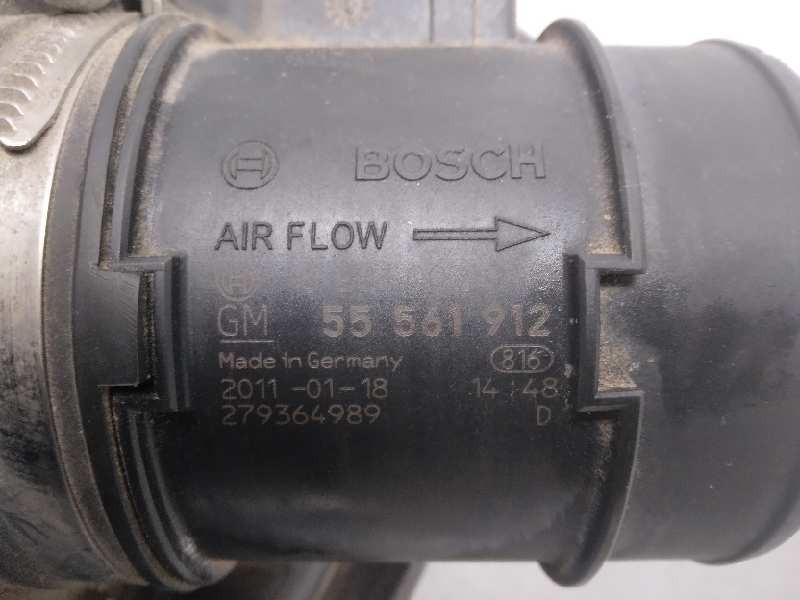 BOSCH
AIR FLOW
GM 55 561 912
Made in Germany 816
2011-01-18 14:48
279364989 D